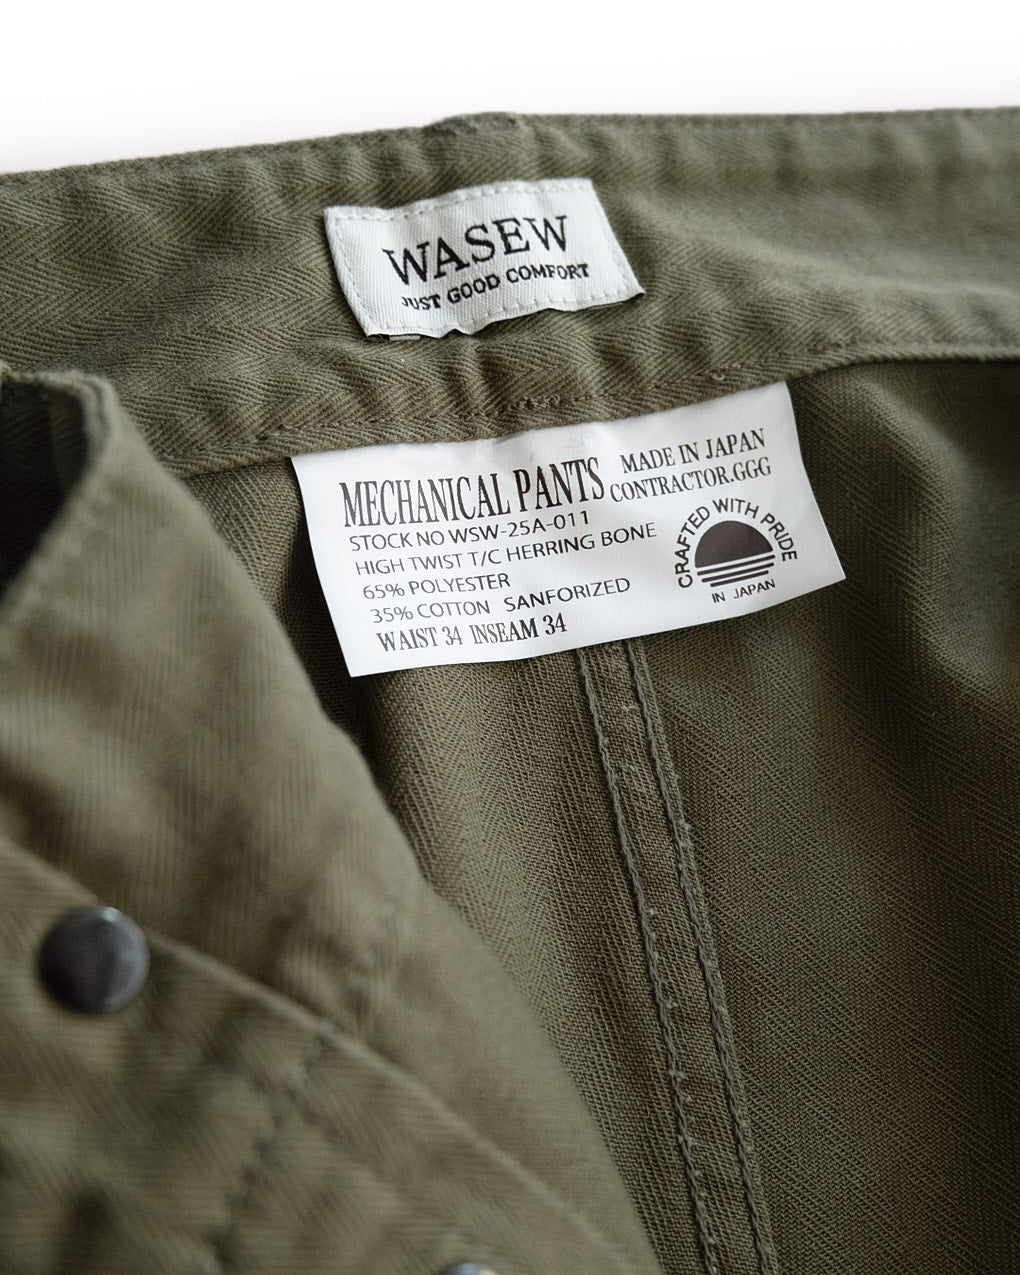 WASEW
JUST GOOD COMFORT
MECHANICAL PANTS
MADE IN JAPAN
CONTRACTOR.GGG
STOCK NO WSW-25A-011
HIGH TWIST T/C HERRING BONE
65% POLYESTER
35% COTTON SANFORIZED
WAIST 34 INSEAM 34
CRAFTED WITH PRIDE
IN JAPAN